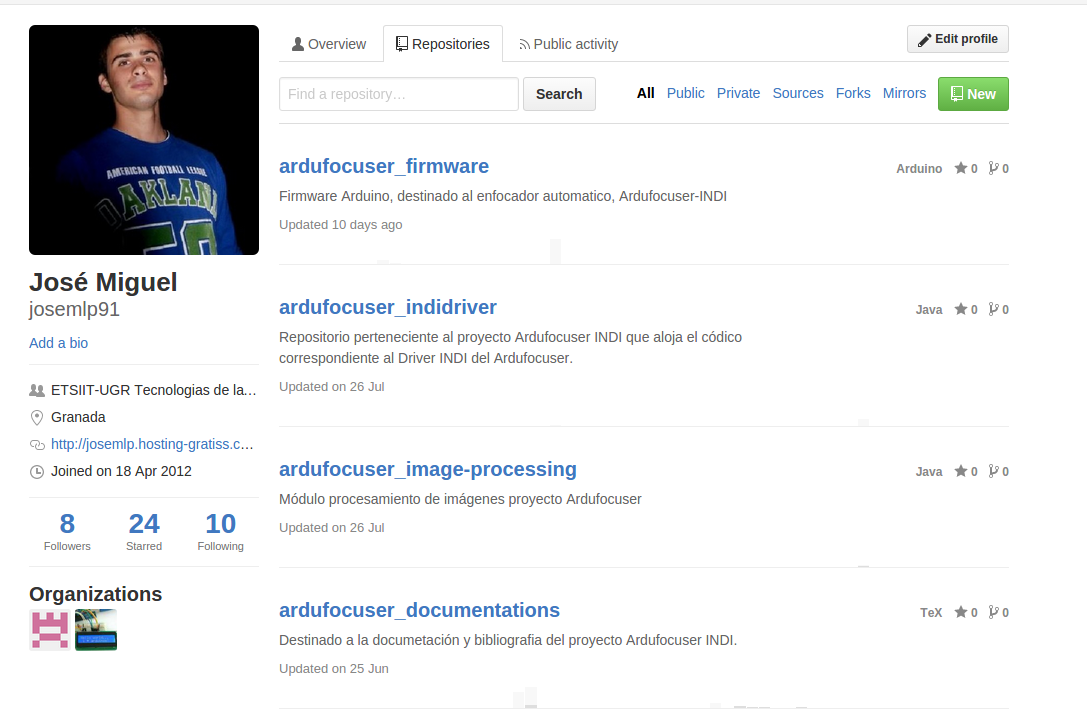 Overview
Repositories
Public activity
Edit profile
Find a repository…
Search
All
Public
Private
Sources
Forks
Mirrors
New
AMERICAN FOOTBALL LEAGUE
OAKLAND
50
José Miguel
josemlp91
Add a bio
ETSIIT-UGR Tecnologias de la…
Granada
http://josemlp.hosting-gratiss.c…
Joined on 18 Apr 2012
8
Followers
24
Starred
10
Following
Organizations
ardufocuser_firmware
Arduino 0 0
Firmware Arduino, destinado al enfocador automatico, Ardufocuser-INDI
Updated 10 days ago
ardufocuser_indidriver
Java 0 0
Repositorio perteneciente al proyecto Ardufocuser INDI que aloja el códico
correspondiente al Driver INDI del Ardufocuser.
Updated on 26 Jul
ardufocuser_image-processing
Java 0 0
Módulo procesamiento de imágenes proyecto Ardufocuser
Updated on 26 Jul
ardufocuser_documentations
TeX 0 0
Destinado a la documetación y bibliografia del proyecto Ardufocuser INDI.
Updated on 25 Jun